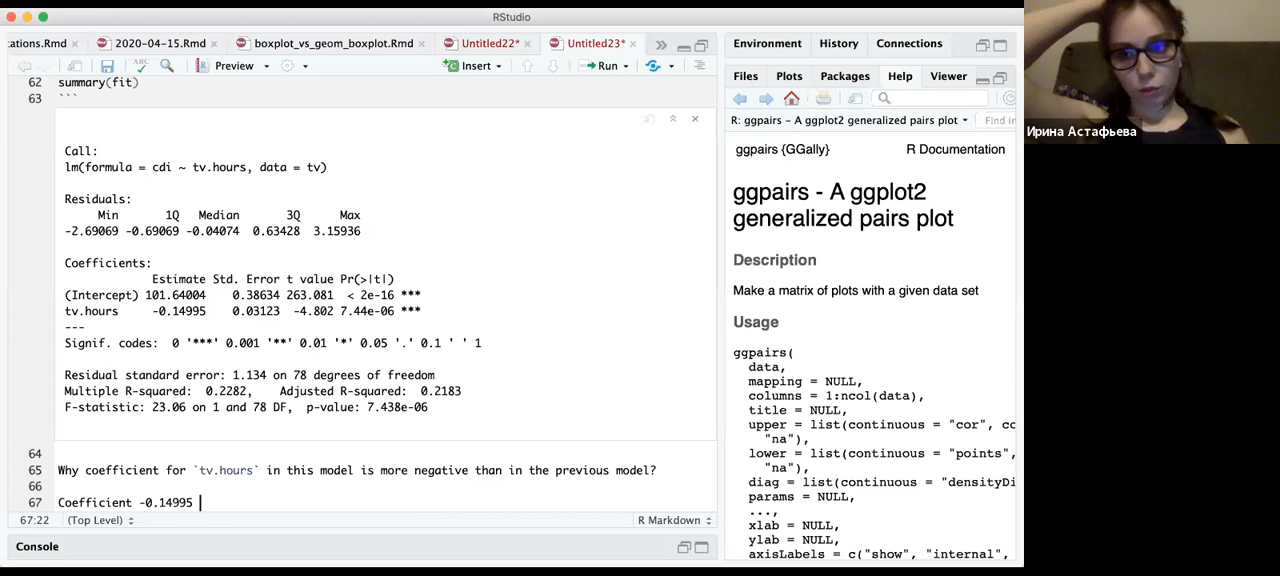 RStudio
tations.Rmd
2020-04-15.Rmd
boxplot_vs_geom_boxplot.Rmd
Untitled22*
Untitled23*
ABC
Preview
Insert
Run
62 summary(fit)
63 ```
Call:
lm(formula = cdi ~ tv.hours, data = tv)
Residuals:
Min 1Q Median 3Q Max
-2.69069 -0.69069 -0.04074 0.63428 3.15936
Coefficients:
Estimate Std. Error t value Pr(>|t|)
(Intercept) 101.64004 0.38634 263.081 < 2e-16 ***
tv.hours -0.14995 0.03123 -4.802 7.44e-06 ***
---
Signif. codes: 0 '***' 0.001 '**' 0.01 '*' 0.05 '.' 0.1 ' ' 1
Residual standard error: 1.134 on 78 degrees of freedom
Multiple R-squared: 0.2282, Adjusted R-squared: 0.2183
F-statistic: 23.06 on 1 and 78 DF, p-value: 7.438e-06
64
65 Why coefficient for `tv.hours` in this model is more negative than in the previous model?
66
67 Coefficient -0.14995
67:22 (Top Level) R Markdown
Console
Environment History Connections
Files Plots Packages Help Viewer
R: ggpairs - A ggplot2 generalized pairs plot
Find in
ggpairs {GGally} R Documentation
ggpairs - A ggplot2
generalized pairs plot
Description
Make a matrix of plots with a given data set
Usage
ggpairs(
data,
mapping = NULL,
columns = 1:ncol(data),
title = NULL,
upper = list(continuous = "cor", co
"na"),
lower = list(continuous = "points",
"na"),
diag = list(continuous = "densityDi
params = NULL,
...,
xlab = NULL,
ylab = NULL,
axisLabels = c("show", "internal",
Ирина Астафьева